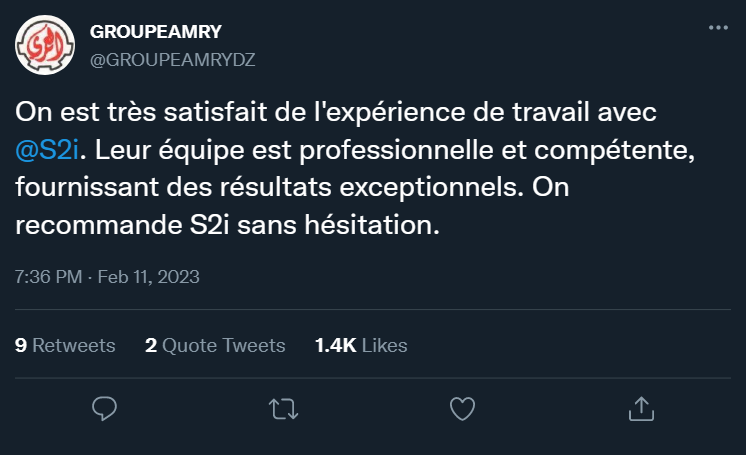 GROUPEAMRY
@GROUPEAMRYDZ
On est très satisfait de l'expérience de travail avec
@S2i. Leur équipe est professionnelle et compétente,
fournissant des résultats exceptionnels. On
recommande S2i sans hésitation.
7:36 PM · Feb 11, 2023
9 Retweets 2 Quote Tweets 1.4K Likes